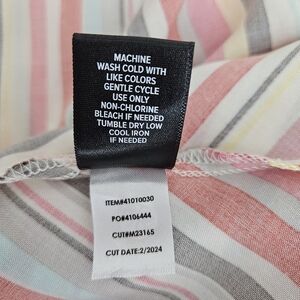 MACHINE
WASH COLD WITH
LIKE COLORS
GENTLE CYCLE
USE ONLY
NON-CHLORINE
BLEACH IF NEEDED
TUMBLE DRY LOW
COOL IRON
IF NEEDED
ITEM#41010030
PO#4106444
CUT#M23165
CUT DATE:2/2024